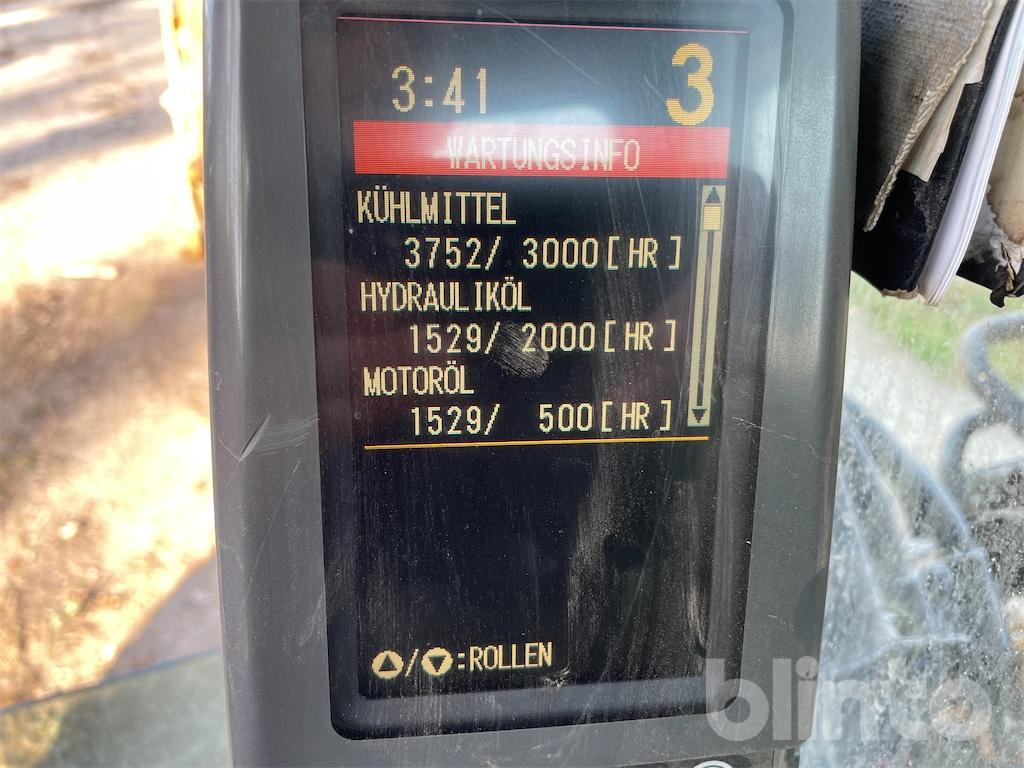 3:41 3
WARTUNGSINFO
KÜHLMITTEL
3752/ 3000[HR]
HYDRAULIKÖL
1529/ 2000[HR]
MOTORÖL
1529/ 500[HR]
/ :ROLLEN
blinto